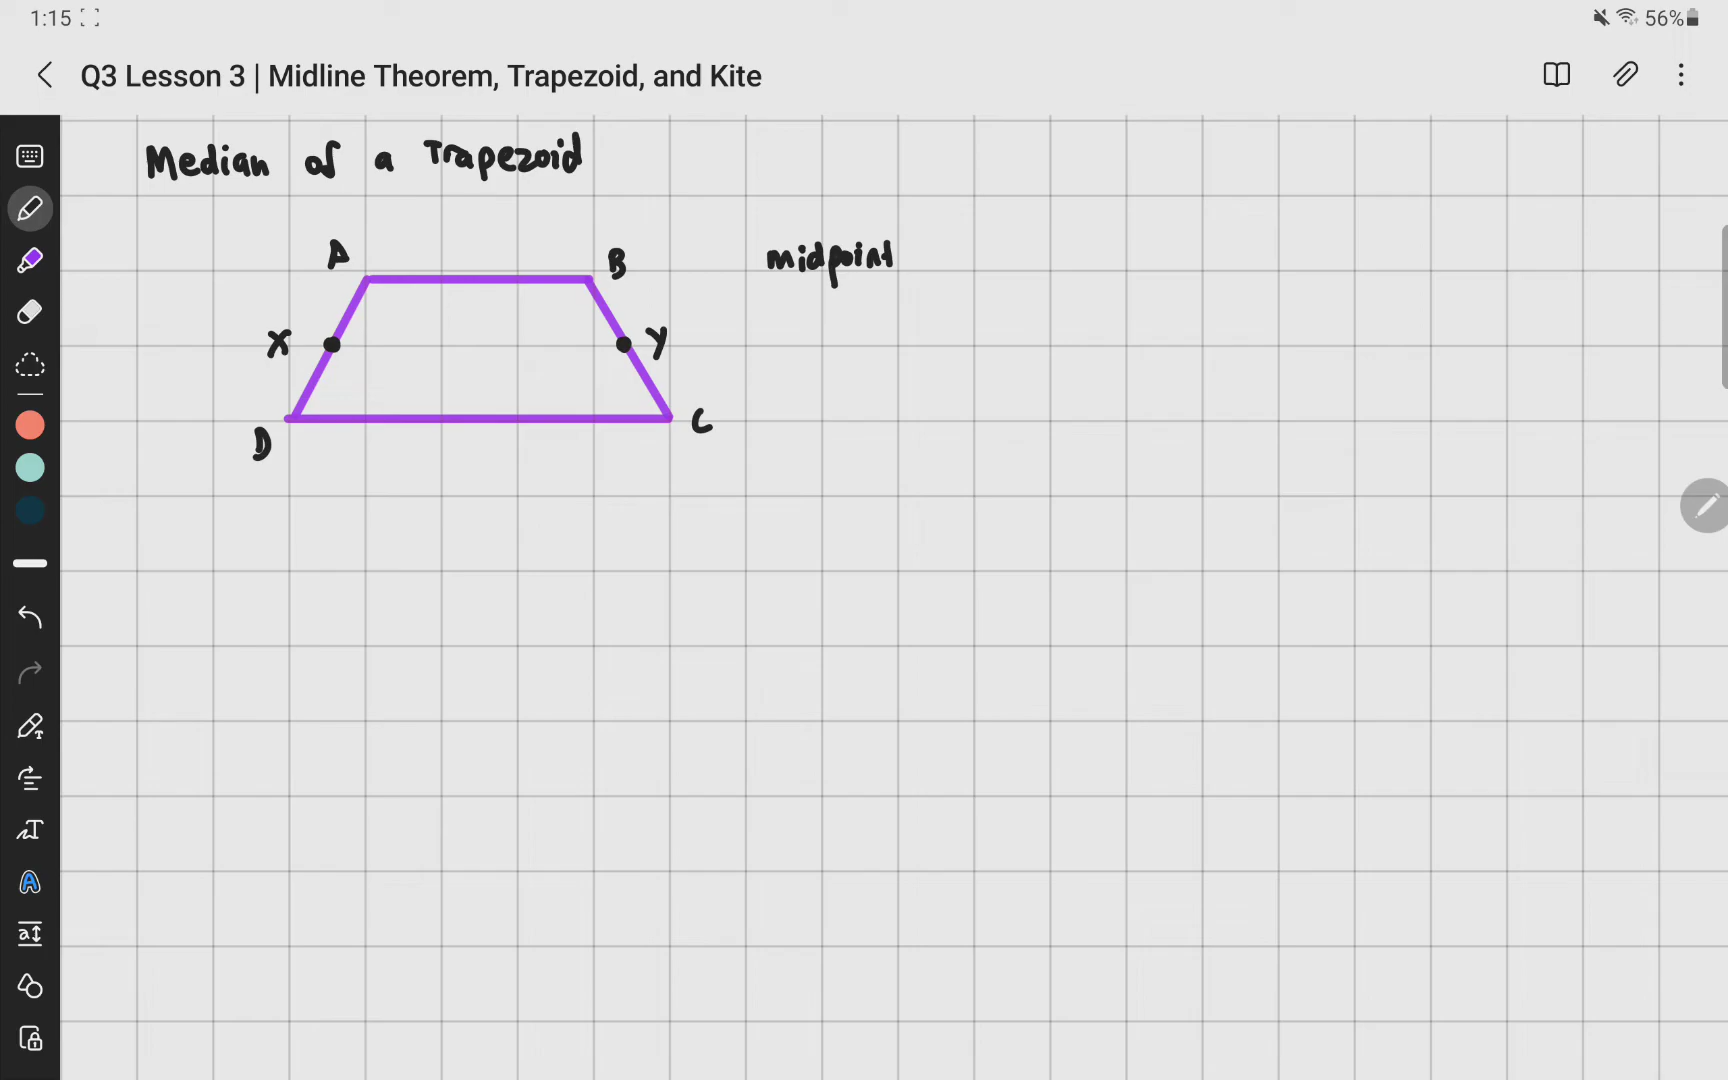 1:15
56%
Q3 Lesson 3 | Midline Theorem, Trapezoid, and Kite
Median of a Trapezoid
A
B
midpoint
X
Y
D
C